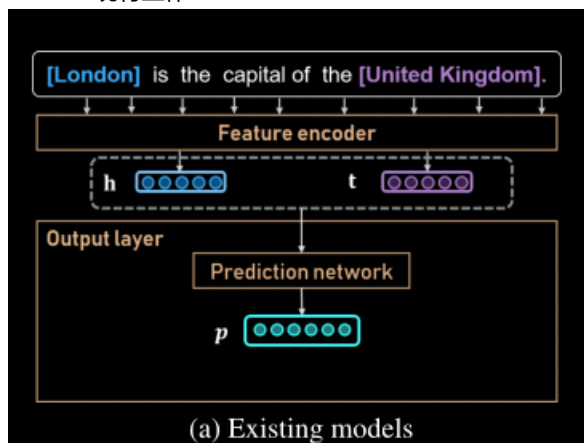 [London] is the capital of the [United Kingdom].
Feature encoder
h
t
Output layer
Prediction network
p
(a) Existing models